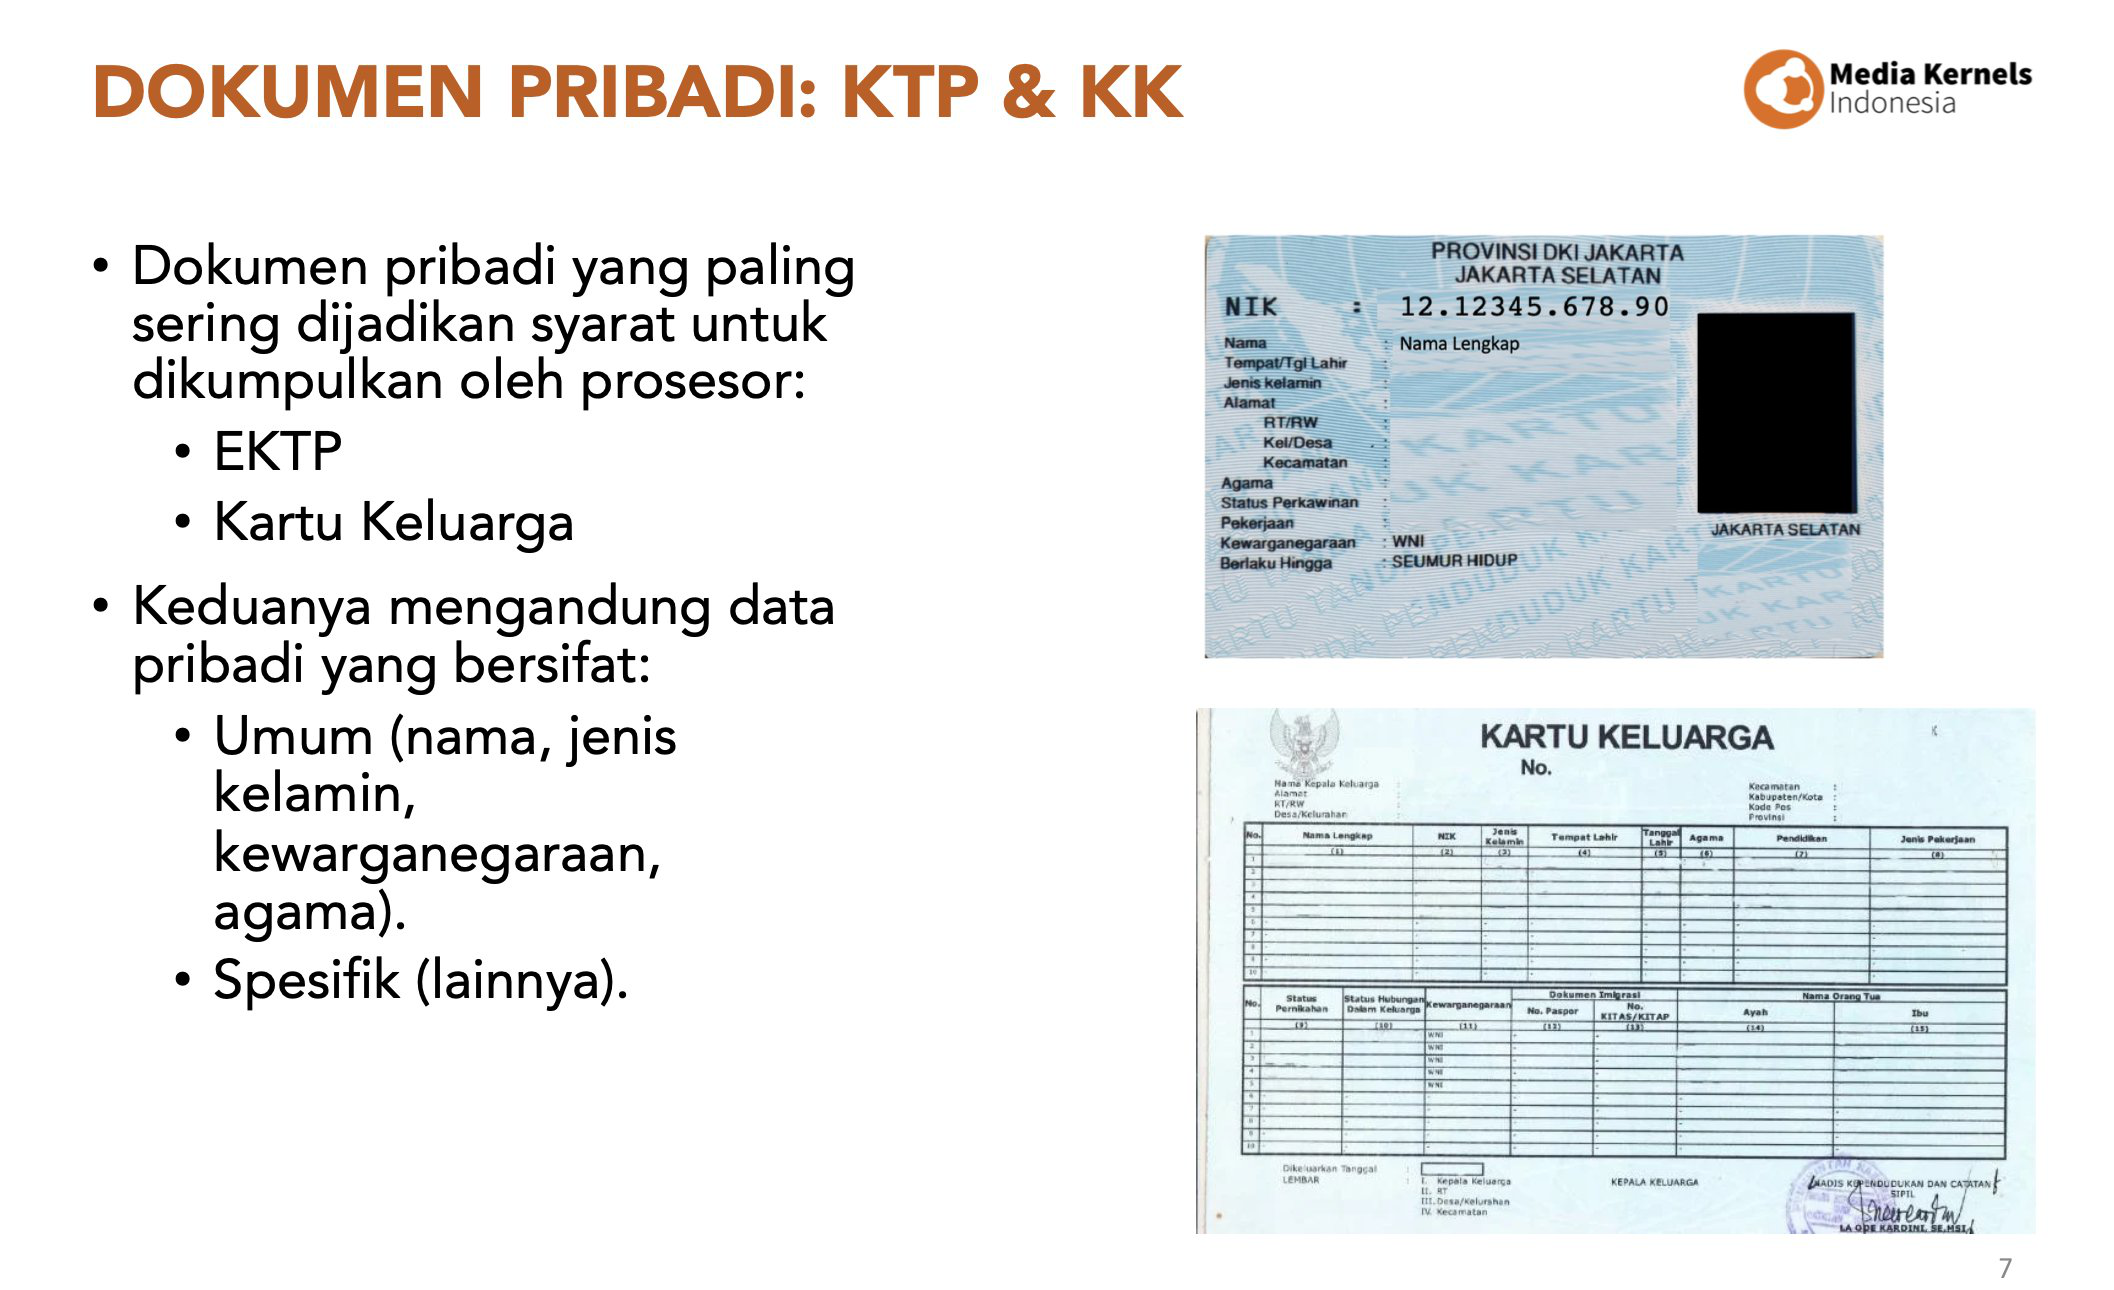 DOKUMEN PRIBADI: KTP & KK
Media Kernels
Indonesia
• Dokumen pribadi yang paling
sering dijadikan syarat untuk
dikumpulkan oleh prosesor:
• EKTP
• Kartu Keluarga
• Keduanya mengandung data
pribadi yang bersifat:
• Umum (nama, jenis
kelamin,
kewarganegaraan,
agama).
• Spesifik (lainnya).
PROVINSI DKI JAKARTA
JAKARTA SELATAN
NIK : 12.12345.678.90
Nama : Nama Lengkap
Tempat/Tgl Lahir :
Jenis kelamin :
Alamat :
RT/RW :
Kel/Desa :
Kecamatan :
Agama :
Status Perkawinan :
Pekerjaan :
Kewarganegaraan : WNI
Berlaku Hingga : SEUMUR HIDUP
JAKARTA SELATAN
KARTU KELUARGA
No.
Nama Kepala Keluarga :
Alamat :
RT/RW :
Desa/Kelurahan :
Kecamatan :
Kabupaten/Kota :
Kode Pos :
Provinsi :
No. Nama Lengkap NIK Jenis Kelamin Tempat Lahir Tanggal Lahir Agama Pendidikan Jenis Pekerjaan
(1) (2) (3) (4) (5) (6) (7) (8)
1
2
3
4
5
6
7
8
9
10
No. Status Pernikahan Status Hubungan Dalam Keluarga Kewarganegaraan Dokumen Imigrasi Nama Orang Tua
No. Paspor No. KITAS/KITAP Ayah Ibu
(9) (10) (11) (12) (13) (14) (15)
1 WNI
2 WNI
3 WNI
4 WNI
5 WNI
6
7
8
9
10
Dikeluarkan Tanggal :
LEMBAR : I. Kepala Keluarga
II. RT
III. Desa/Kelurahan
IV. Kecamatan
KEPALA KELUARGA
KADIS KEPENDUDUKAN DAN CATATAN
SIPIL
LA ODE KARDINI, SE, MSI
7